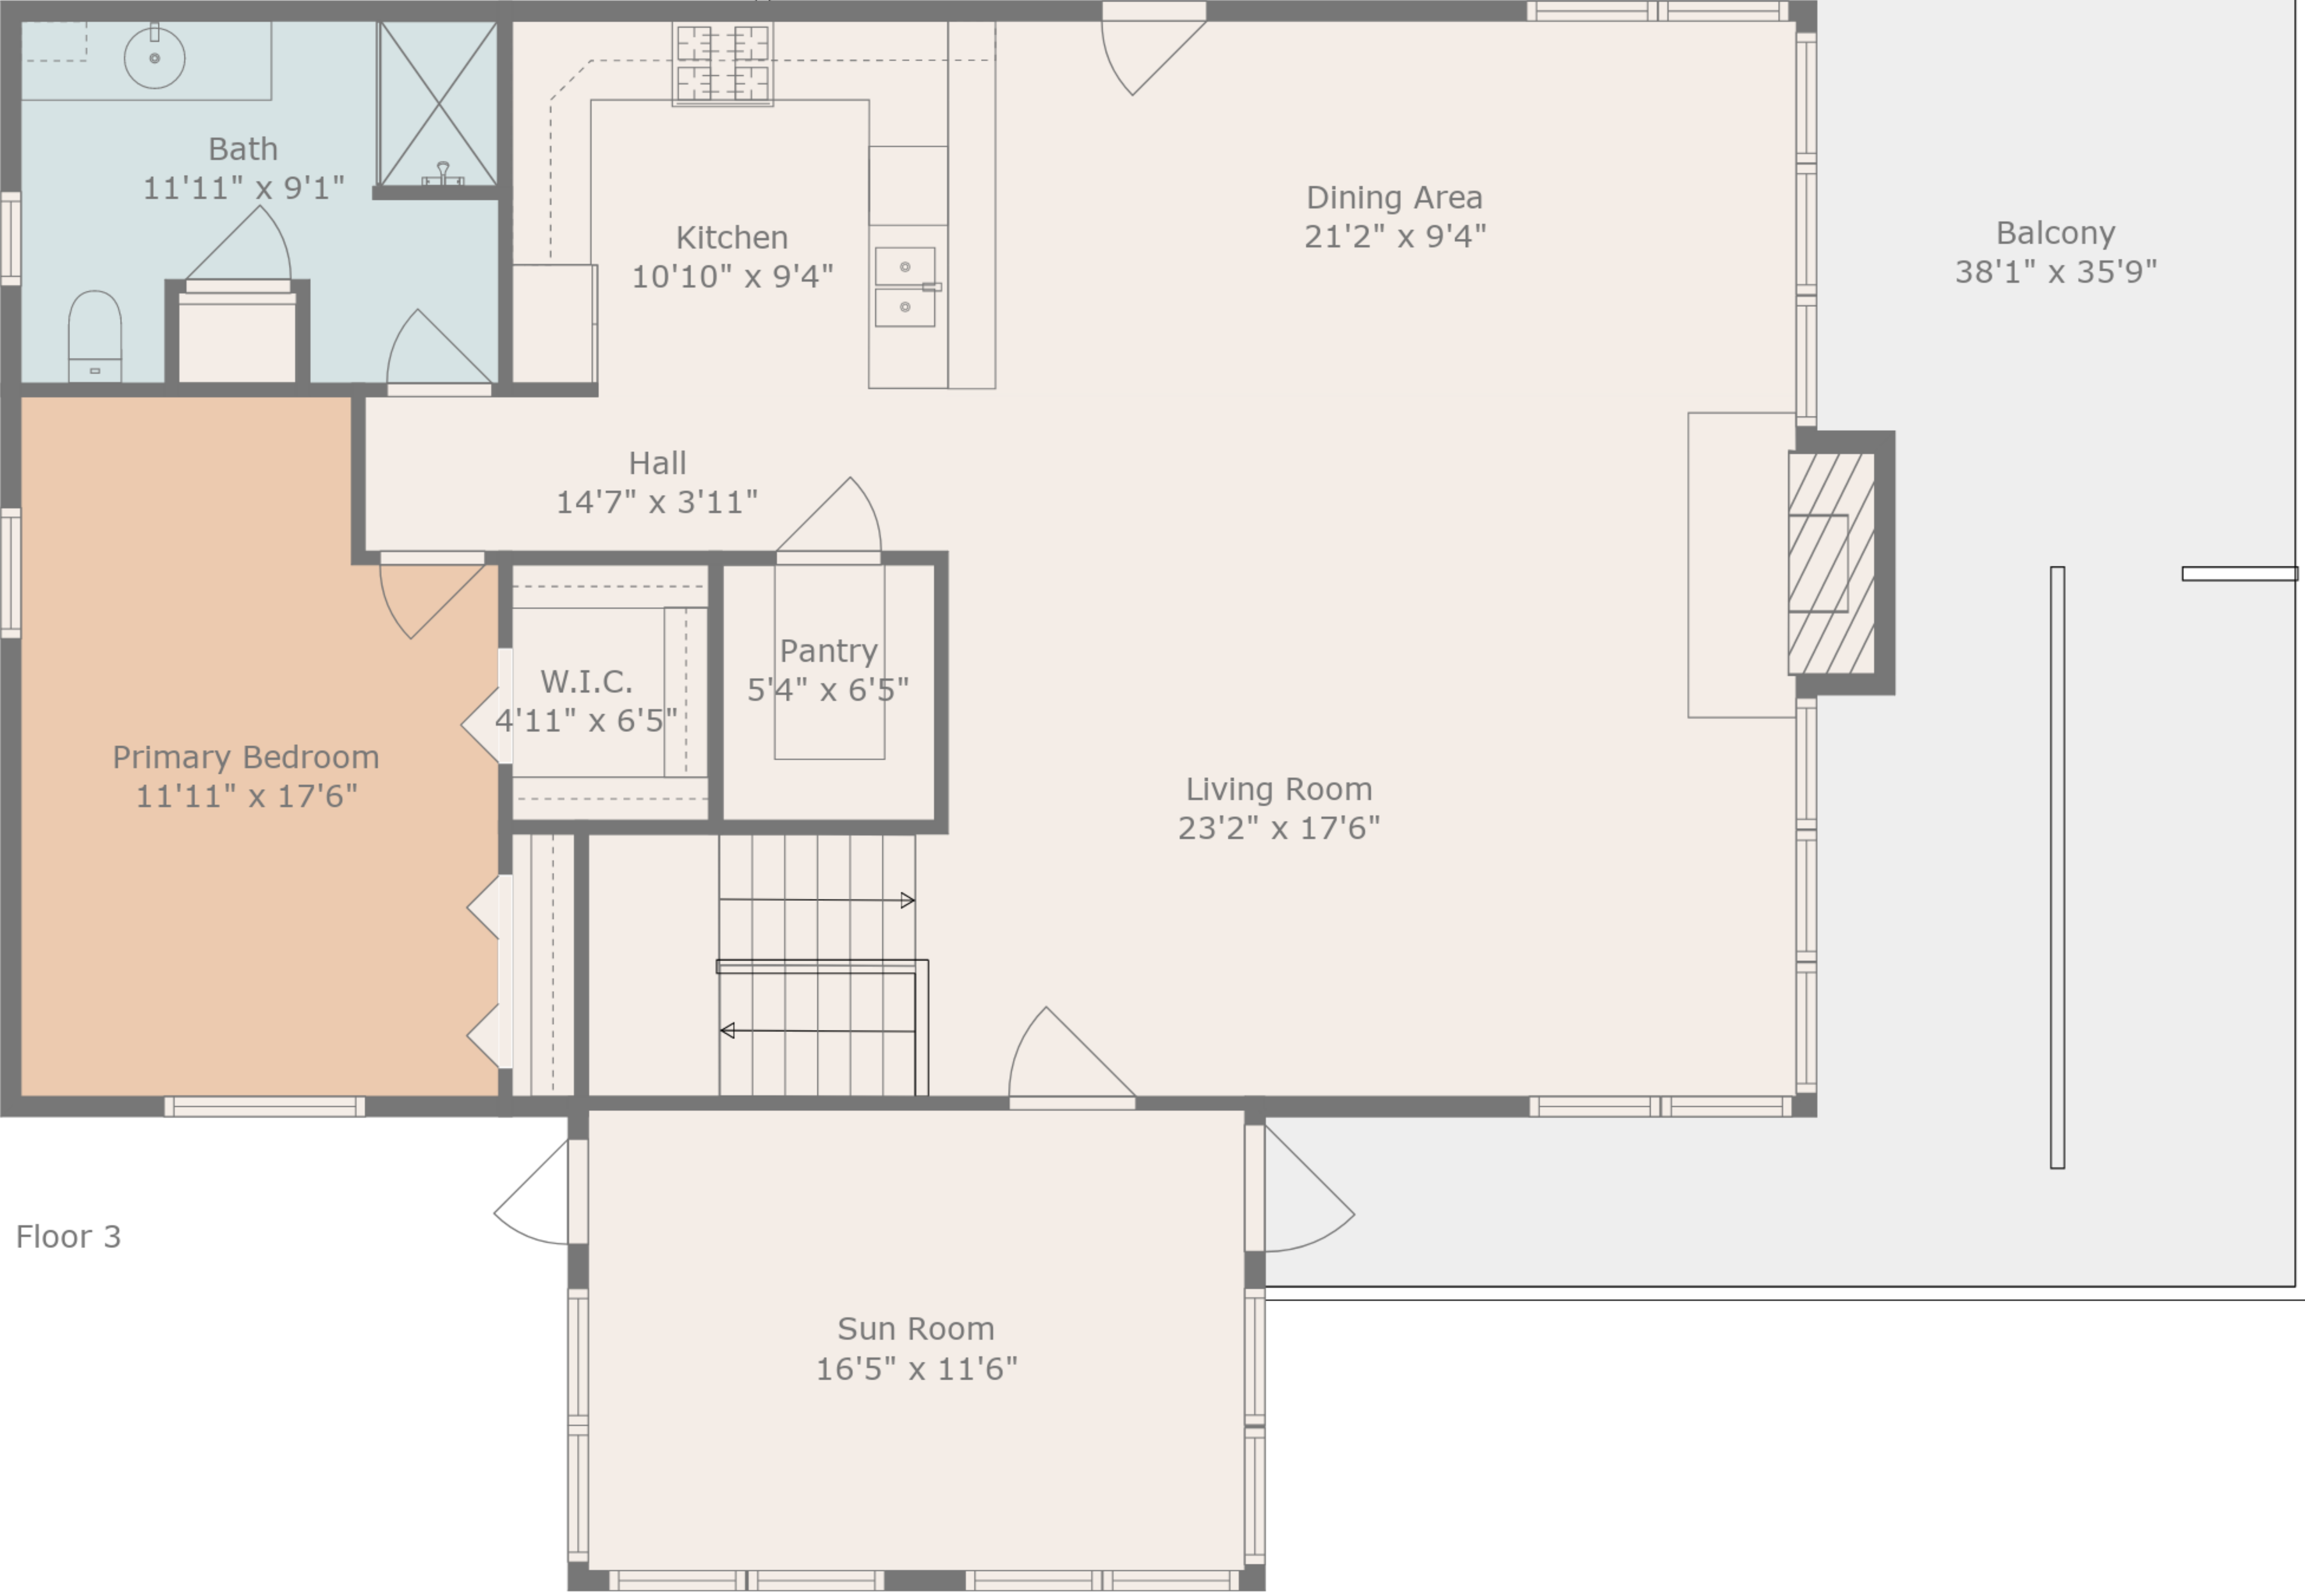 Bath
11'11" x 9'1"
Kitchen
10'10" x 9'4"
Dining Area
21'2" x 9'4"
Balcony
38'1" x 35'9"
Hall
14'7" x 3'11"
Pantry
5'4" x 6'5"
W.I.C.
4'11" x 6'5"
Primary Bedroom
11'11" x 17'6"
Living Room
23'2" x 17'6"
Floor 3
Sun Room
16'5" x 11'6"